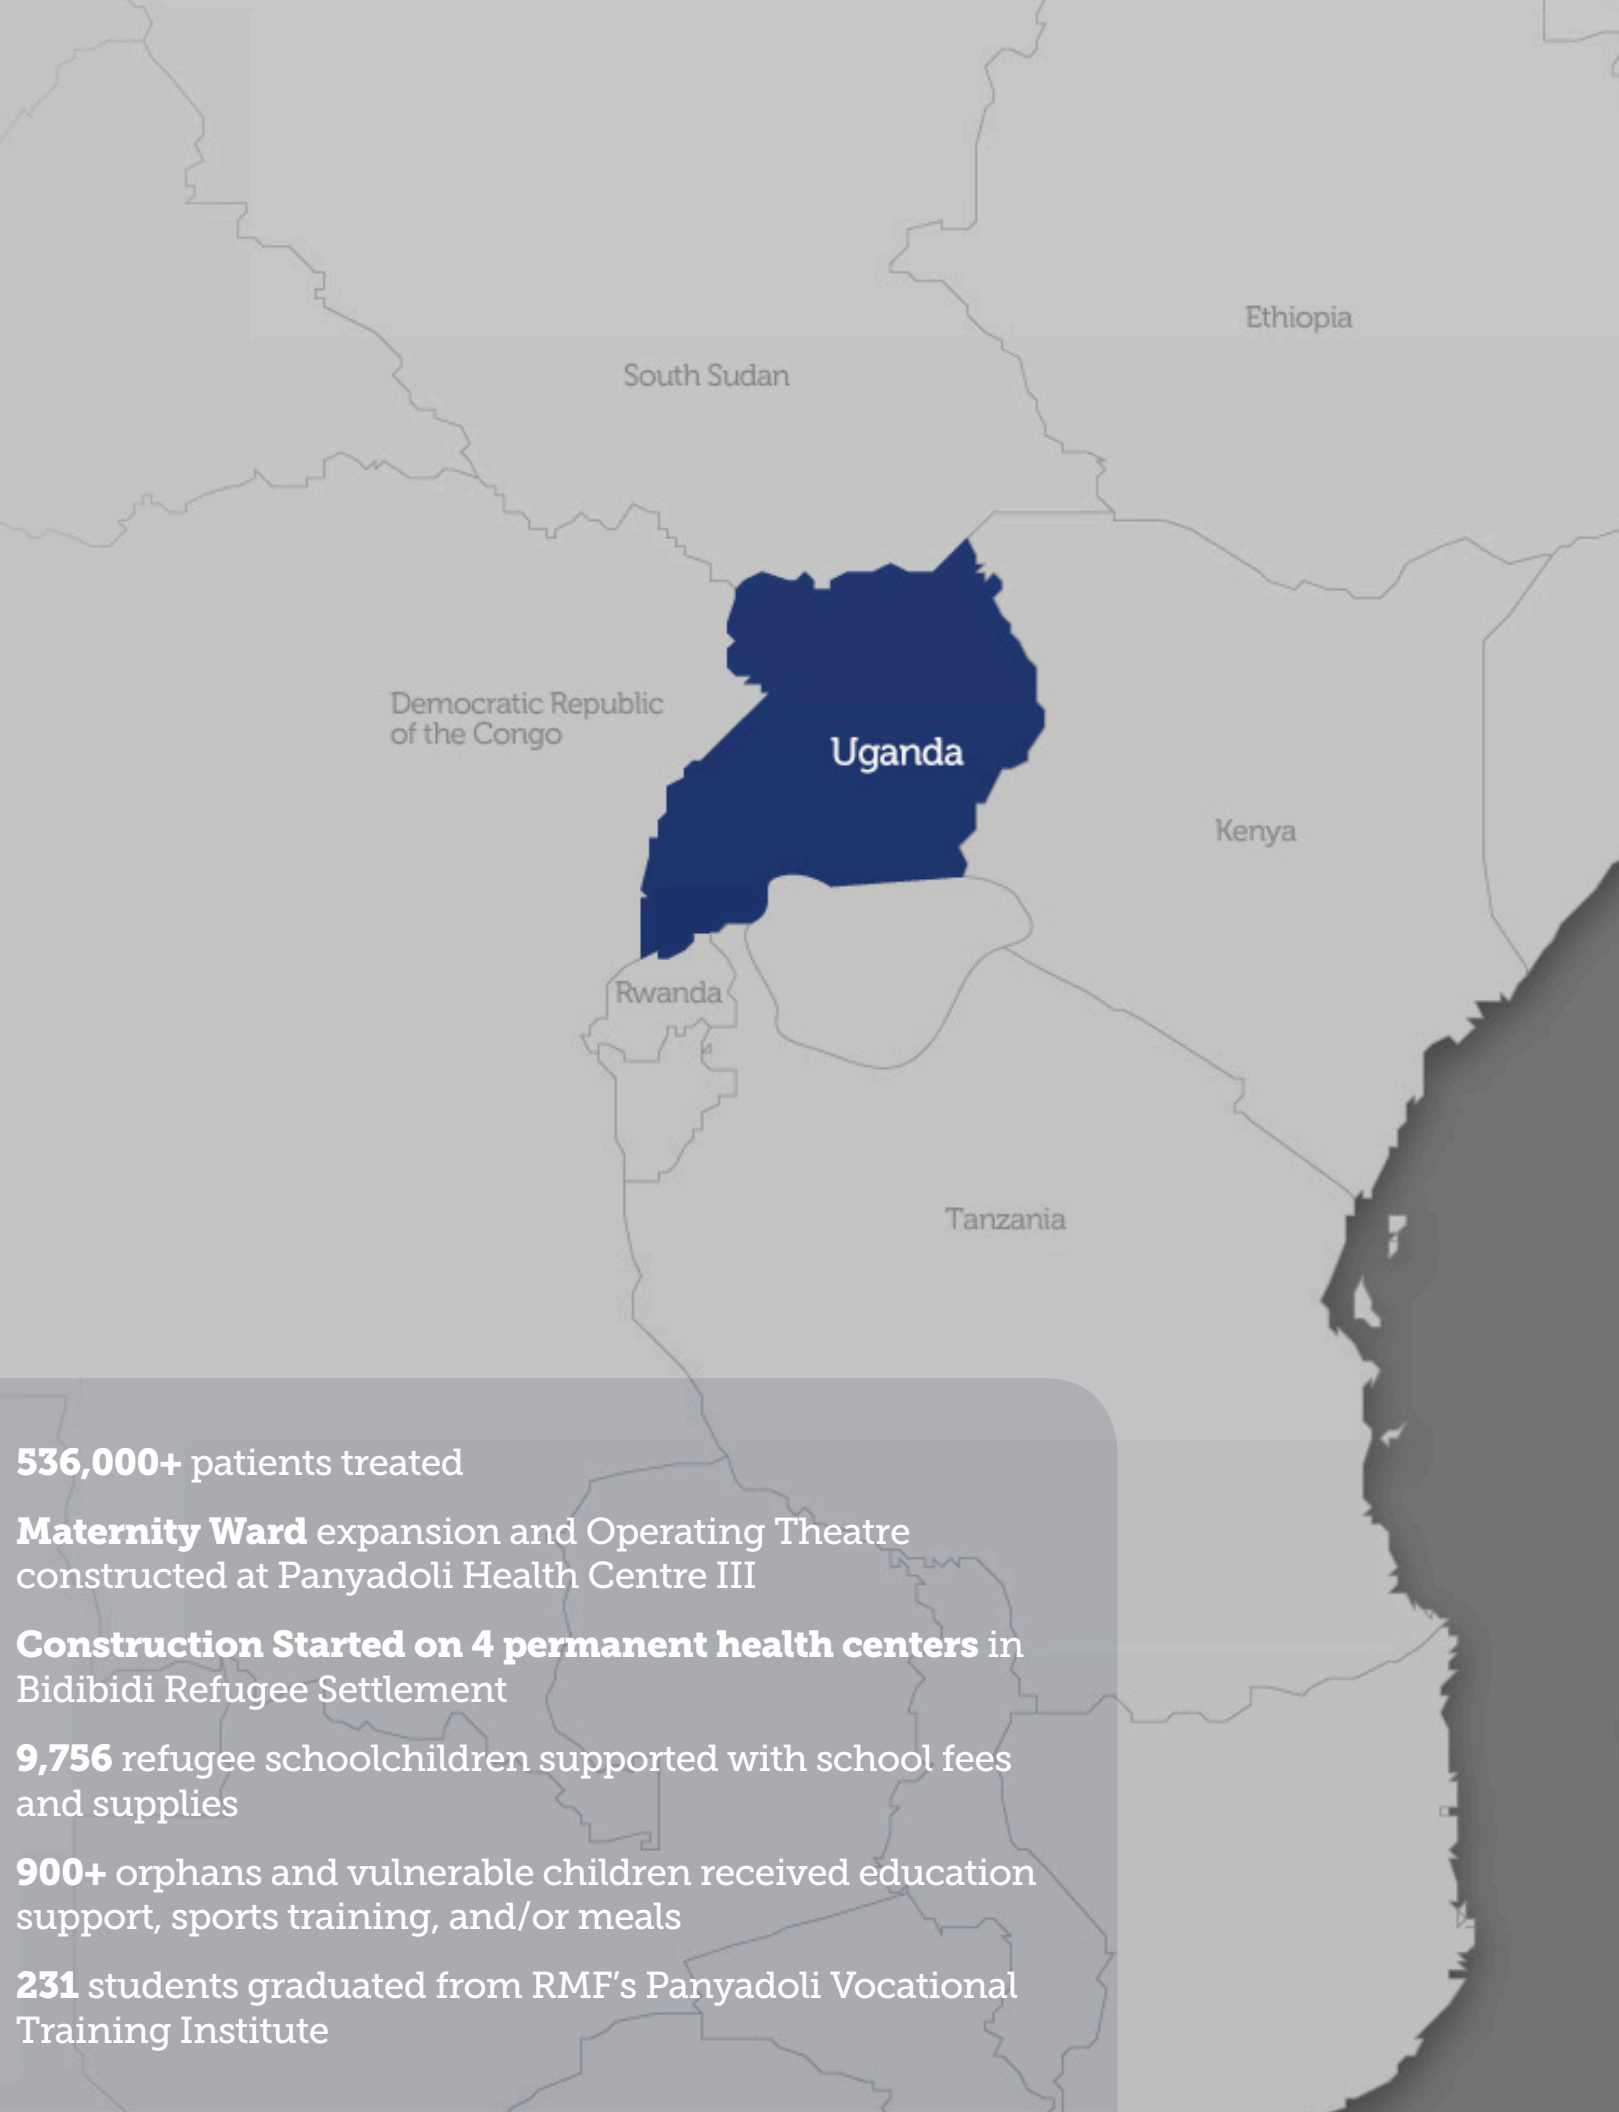 Ethiopia
South Sudan
Democratic Republic
of the Congo
Uganda
Kenya
Rwanda
Tanzania
536,000+ patients treated
Maternity Ward expansion and Operating Theatre
constructed at Panyadoli Health Centre III
Construction Started on 4 permanent health centers in
Bidibidi Refugee Settlement
9,756 refugee schoolchildren supported with school fees
and supplies
900+ orphans and vulnerable children received education
support, sports training, and/or meals
231 students graduated from RMF's Panyadoli Vocational
Training Institute